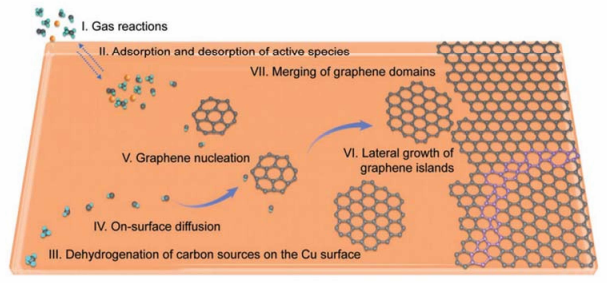 I. Gas reactions
II. Adsorption and desorption of active species
VII. Merging of graphene domains
V. Graphene nucleation
VI. Lateral growth of
graphene islands
IV. On-surface diffusion
III. Dehydrogenation of carbon sources on the Cu surface